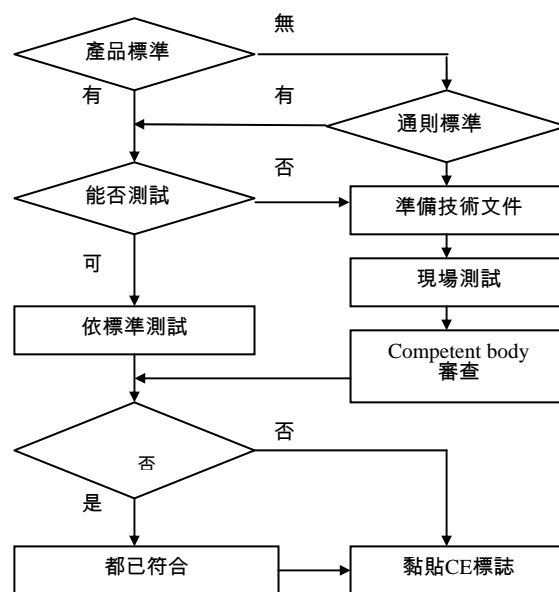 無
產品標準
有
有
通則標準
能否測試
否
準備技術文件
可
現場測試
依標準測試
Competent body
審查
否
否
是
都已符合
黏貼CE標誌